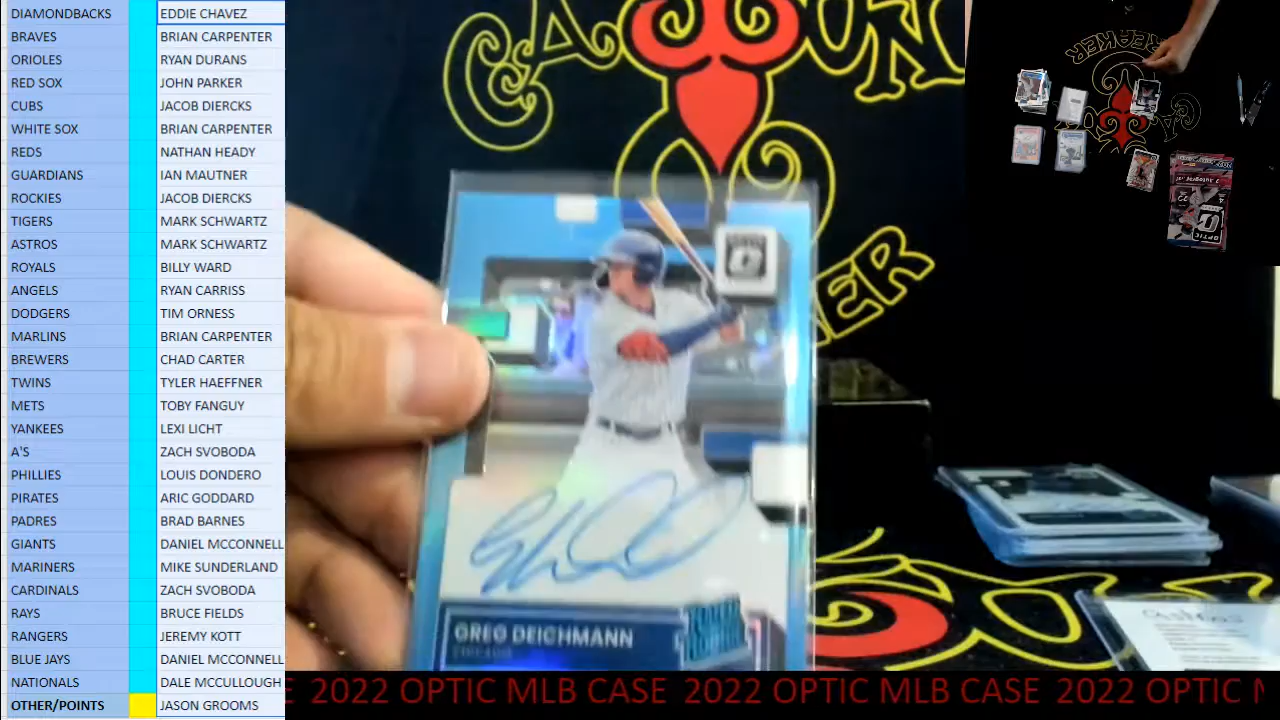 DIAMONDBACKS EDDIE CHAVEZ
BRAVES BRIAN CARPENTER
ORIOLES RYAN DURANS
RED SOX JOHN PARKER
CUBS JACOB DIERCKS
WHITE SOX BRIAN CARPENTER
REDS NATHAN HEADY
GUARDIANS IAN MAUTNER
ROCKIES JACOB DIERCKS
TIGERS MARK SCHWARTZ
ASTROS MARK SCHWARTZ
ROYALS BILLY WARD
ANGELS RYAN CARRISS
DODGERS TIM ORNESS
MARLINS BRIAN CARPENTER
BREWERS CHAD CARTER
TWINS TYLER HAEFFNER
METS TOBY FANGUY
YANKEES LEXI LICHT
A'S ZACH SVOBODA
PHILLIES LOUIS DONDERO
PIRATES ARIC GODDARD
PADRES BRAD BARNES
GIANTS DANIEL MCCONNELL
MARINERS MIKE SUNDERLAND
CARDINALS ZACH SVOBODA
RAYS BRUCE FIELDS
RANGERS JEREMY KOTT
BLUE JAYS DANIEL MCCONNELL
NATIONALS DALE MCCULLOUGH
OTHER/POINTS JASON GROOMS
GREG DEICHMANN
OPTIC
E 2022 OPTIC MLB CASE 2022 OPTIC MLB CASE 2022 OPTIC